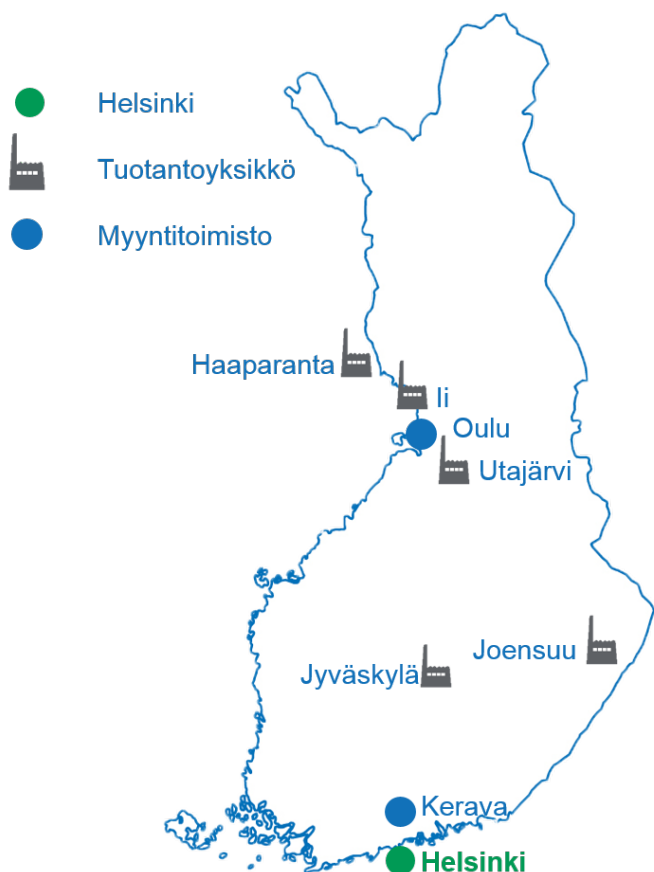 Helsinki
Tuotantoyksikkö
Myyntitoimisto
Haaparanta
Ii
Oulu
Utajärvi
Joensuu
Jyväskylä
Kerava
Helsinki